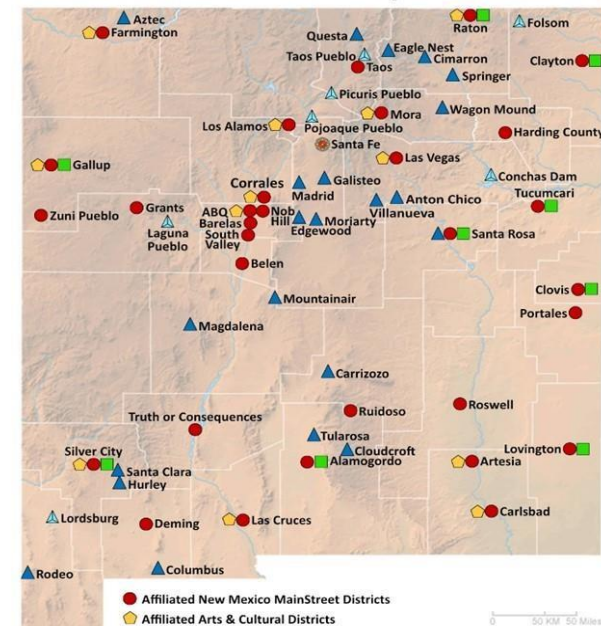 Aztec
Farmington
Questa
Taos Pueblo
Eagle Nest
Taos
Cimarron
Springer
Raton
Folsom
Clayton
Picuris Pueblo
Los Alamos
Mora
Pojoaque Pueblo
Santa Fe
Wagon Mound
Harding County
Las Vegas
Gallup
Corrales
Madrid
Galisteo
Conchas Dam
Tucumcari
Zuni Pueblo
Grants
Laguna
Pueblo
ABQ
Nob
Hill
Barelas
South
Valley
Edgewood
Moriarty
Villanueva
Anton Chico
Santa Rosa
Belen
Mountainair
Clovis
Portales
Magdalena
Carrizozo
Truth or Consequences
Ruidoso
Roswell
Silver City
Santa Clara
Hurley
Tularosa
Cloudcroft
Alamogordo
Artesia
Lovington
Lordsburg
Deming
Las Cruces
Carlsbad
Rodeo
Columbus
Affiliated New Mexico MainStreet Districts
Affiliated Arts & Cultural Districts
0 50 KM 50 Miles